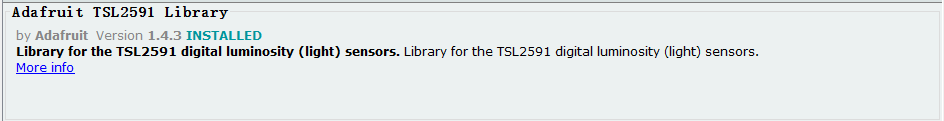 Adafruit TSL2591 Library
by Adafruit Version 1.4.3 INSTALLED
Library for the TSL2591 digital luminosity (light) sensors. Library for the TSL2591 digital luminosity (light) sensors.
More info